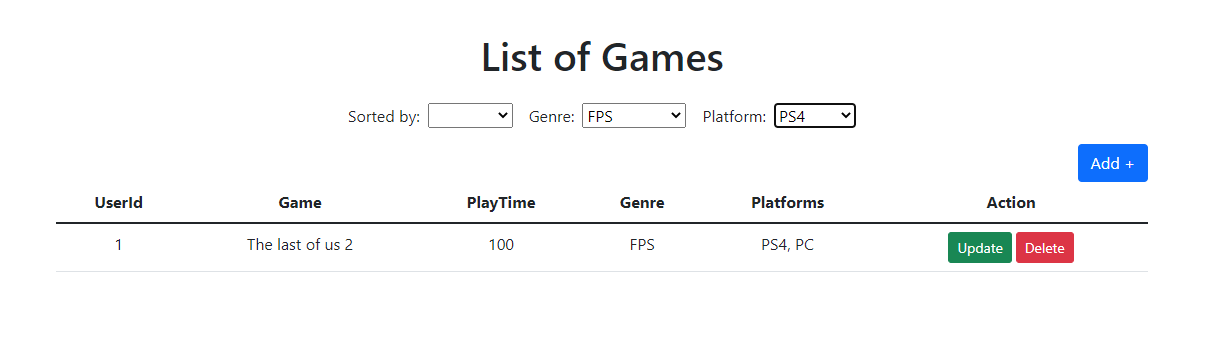 List of Games
Sorted by: Genre: FPS Platform: PS4
Add +
UserId Game PlayTime Genre Platforms Action
1 The last of us 2 100 FPS PS4, PC Update Delete